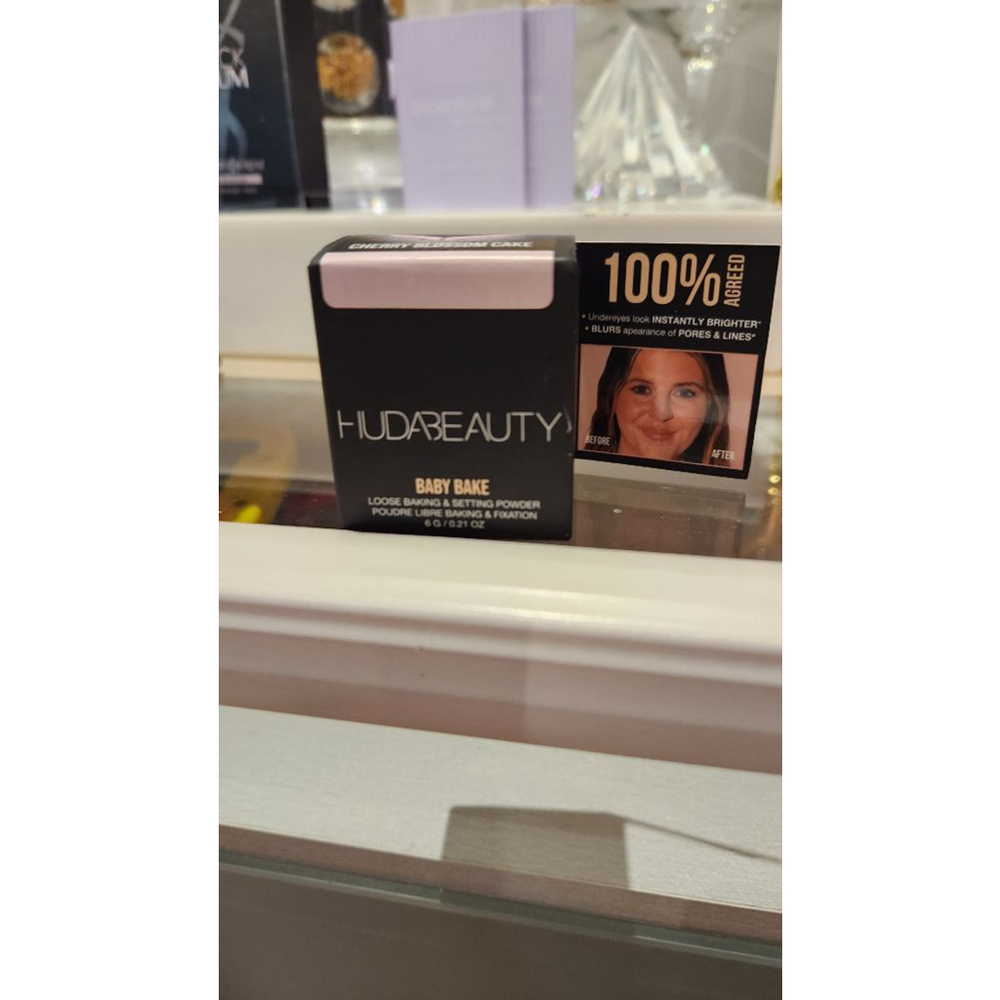 CHERRY BLOSSOM CAKE
HUDABEAUTY
BABY BAKE
LOOSE BAKING & SETTING POWDER
POUDRE LIBRE BAKING & FIXATION
6 G / 0.21 OZ
100% AGREED
• Undereyes look INSTANTLY BRIGHTER*
• BLURS apearance of PORES & LINES*
BEFORE
AFTER